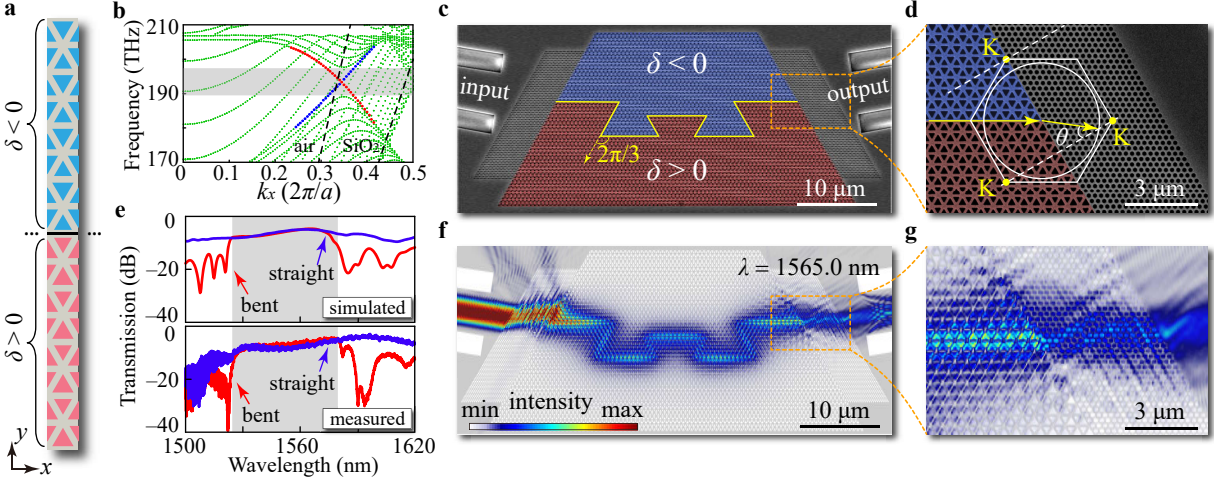 a
δ < 0
...
...
δ > 0
y
x
b
Frequency (THz)
210
200
190
180
170
air
SiO2
0
0.1
0.2
0.3
0.4
0.5
kx (2π/a)
c
input
output
δ < 0
δ > 0
2π/3
10 μm
d
K
K
K
θ
3 μm
e
Transmission (dB)
0
−20
−40
straight
bent
simulated
0
−20
−40
straight
bent
measured
1500
1560
1620
Wavelength (nm)
f
λ = 1565.0 nm
min
intensity
max
10 μm
g
3 μm